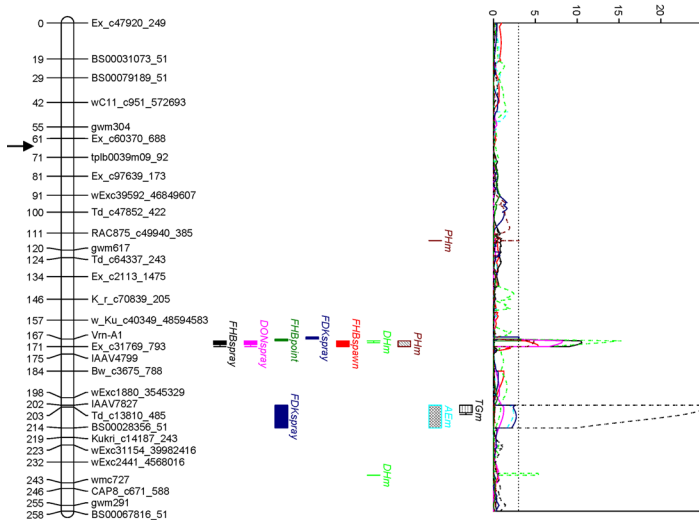 0 Ex_c47920_249
19 BS00031073_51
29 BS00079189_51
42 wC11_c951_572693
55 gwm304
61 Ex_c60370_688
71 tplb0039m09_92
81 Ex_c97639_173
91 wExc39592_46849607
100 Td_c47852_422
111 RAC875_c49940_385
120 gwm617
124 Td_c64337_243
134 Ex_c2113_1475
146 K_r_c70839_205
157 w_Ku_c40349_48594583
167 Vrn-A1
171 Ex_c31769_793
175 IAAV4799
184 Bw_c3675_788
198 wExc1880_3545329
202 IAAV7827
203 Td_c13810_485
214 BS00028356_51
219 Kukri_c14187_243
223 wExc31154_39982416
232 wExc2441_4568016
243 wmc727
246 CAP8_c671_588
255 gwm291
258 BS00067816_51
FHBspray
DONspray
FHBpoint
FDKspray
FHBspawn
DHm
PHm
PHm
FDKspray
AEm
TGm
DHm
0
5
10
15
20